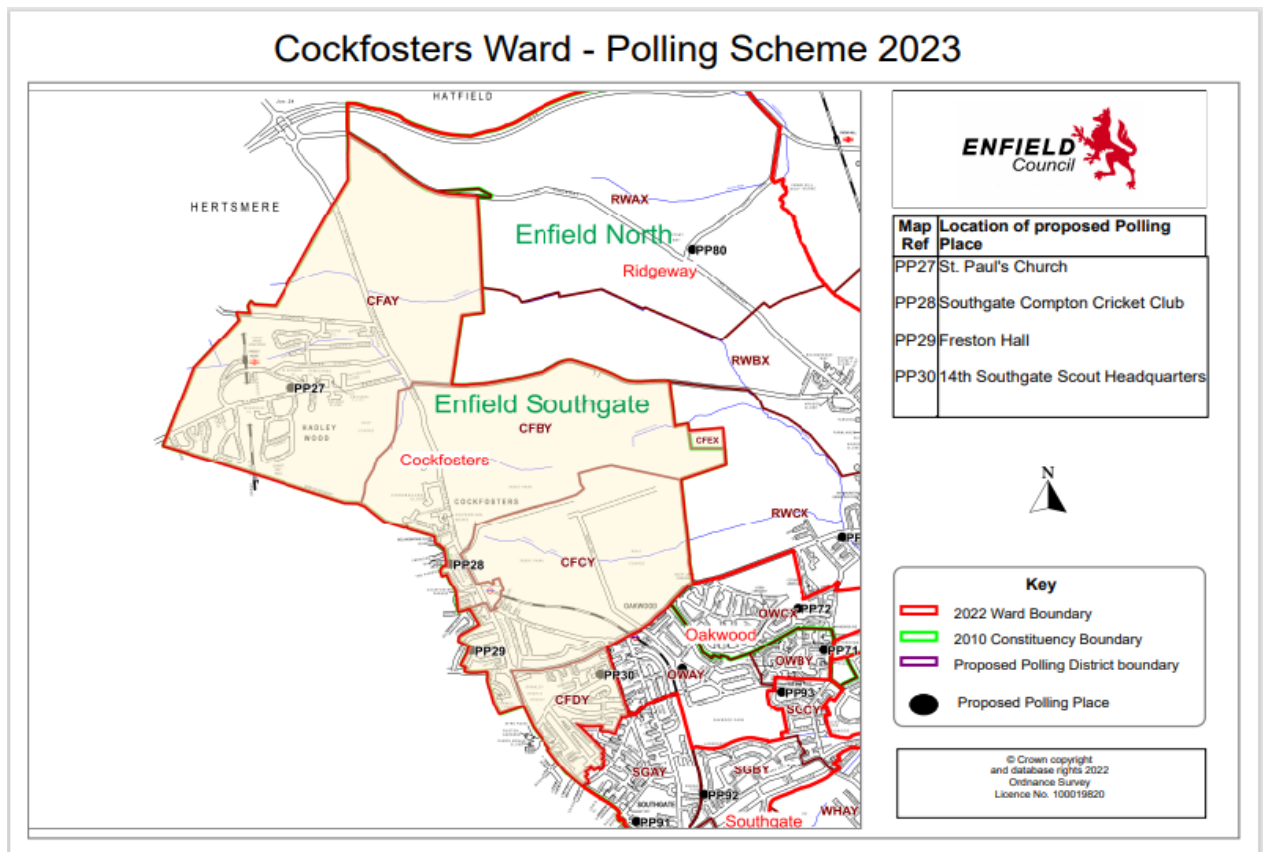 Cockfosters Ward - Polling Scheme 2023
HATFIELD
HERTSMERE
RWAX
Enfield North
PP80
Ridgeway
CFAY
RWBX
PP27
Enfield Southgate
HADLEY
WOOD
CFBY
CFEX
Cockfosters
COCKFOSTERS
RWCX
PP28
CFCY
OAKWOOD
OWCX
PP72
Oakwood
PP29
OWBY
PP71
PP30
OWAY
PP93
CFDY
SGCY
SGAY
SGBY
PP92
SOUTHGATE
WHAY
PP91
Southgate
ENFIELD
Council
Map Location of proposed Polling
Ref Place
PP27 St. Paul's Church
PP28 Southgate Compton Cricket Club
PP29 Freston Hall
PP30 14th Southgate Scout Headquarters
N
Key
2022 Ward Boundary
2010 Constituency Boundary
Proposed Polling District boundary
Proposed Polling Place
© Crown copyright
and database rights 2022
Ordnance Survey
Licence No. 100019820